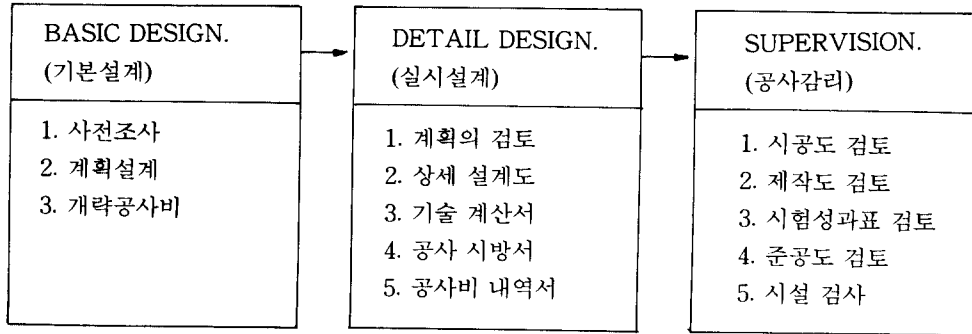 BASIC DESIGN.
(기본설계)
1. 사전조사
2. 계획설계
3. 개략공사비
DETAIL DESIGN.
(실시설계)
1. 계획의 검토
2. 상세 설계도
3. 기술 계산서
4. 공사 시방서
5. 공사비 내역서
SUPERVISION.
(공사감리)
1. 시공도 검토
2. 제작도 검토
3. 시험성과표 검토
4. 준공도 검토
5. 시설 검사